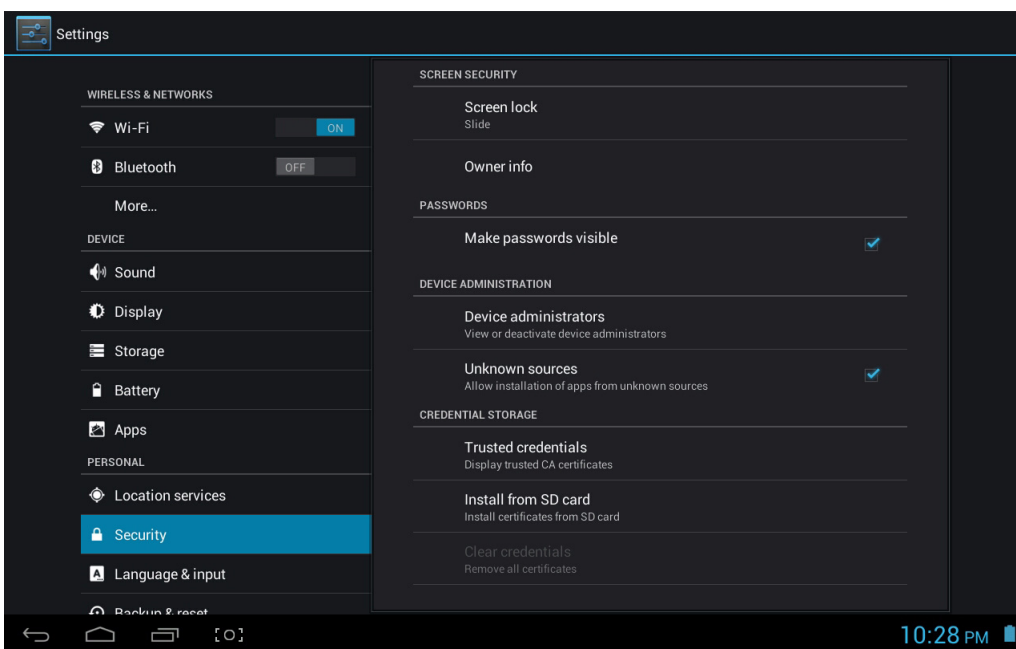 Settings
WIRELESS & NETWORKS
Wi-Fi
ON
Bluetooth
OFF
More...
DEVICE
Sound
Display
Storage
Battery
Apps
PERSONAL
Location services
Security
Language & input
Backup & reset
SCREEN SECURITY
Screen lock
Slide
Owner info
PASSWORDS
Make passwords visible
DEVICE ADMINISTRATION
Device administrators
View or deactivate device administrators
Unknown sources
Allow installation of apps from unknown sources
CREDENTIAL STORAGE
Trusted credentials
Display trusted CA certificates
Install from SD card
Install certificates from SD card
Clear credentials
Remove all certificates
10:28 PM